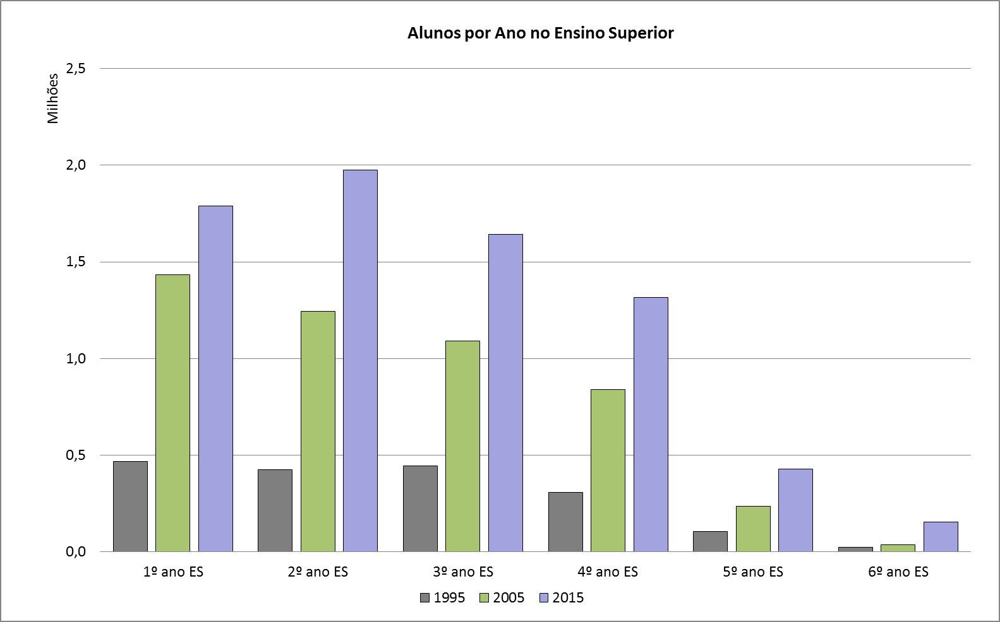 Alunos por Ano no Ensino Superior
Milhões
2,5
2,0
1,5
1,0
0,5
0,0
1º ano ES 2º ano ES 3º ano ES 4º ano ES 5º ano ES 6º ano ES
1995 2005 2015